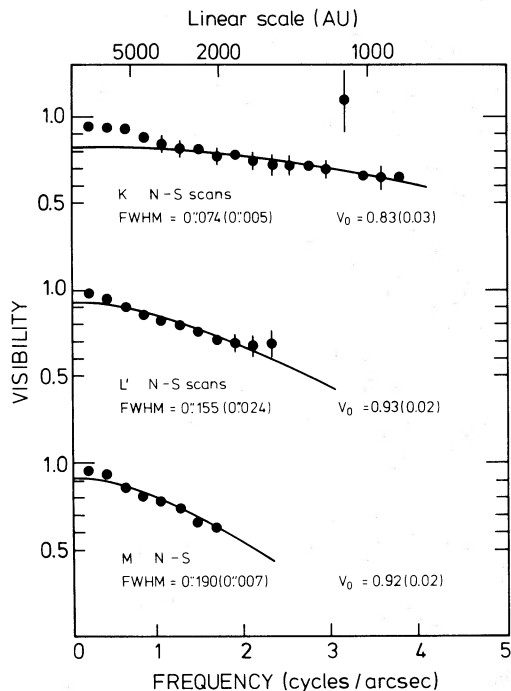 Linear scale (AU)
5000 2000 1000
1.0
0.5
K N-S scans
FWHM = 0".074(0".005) V₀ = 0.83(0.03)
1.0
0.5
L' N-S scans
FWHM = 0".155(0".024) V₀ = 0.93(0.02)
1.0
0.5
M N-S
FWHM = 0".190(0".007) V₀ = 0.92(0.02)
VISIBILITY
0 1 2 3 4 5
FREQUENCY (cycles/arcsec)